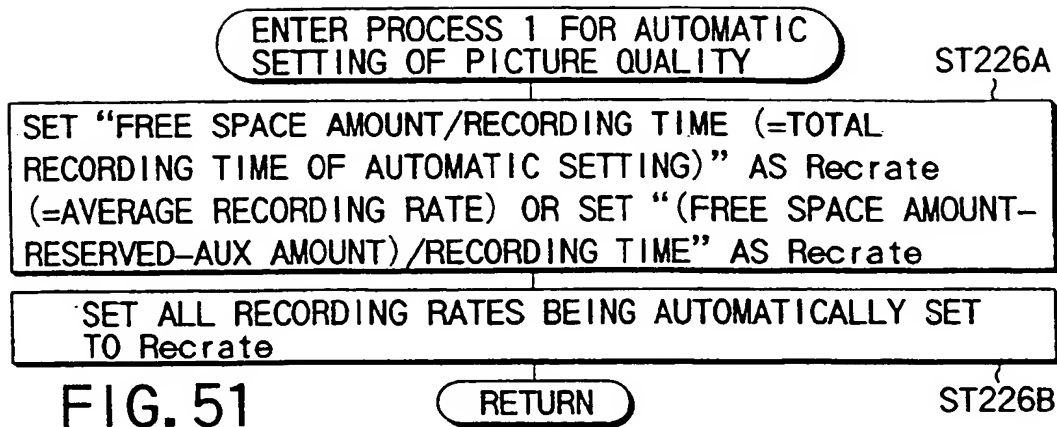 ENTER PROCESS 1 FOR AUTOMATIC
SETTING OF PICTURE QUALITY
ST226A
SET “FREE SPACE AMOUNT/RECORDING TIME (=TOTAL
RECORDING TIME OF AUTOMATIC SETTING)” AS Recrate
(=AVERAGE RECORDING RATE) OR SET “(FREE SPACE AMOUNT–
RESERVED–AUX AMOUNT)/RECORDING TIME” AS Recrate
SET ALL RECORDING RATES BEING AUTOMATICALLY SET
TO Recrate
ST226B
RETURN
FIG. 51